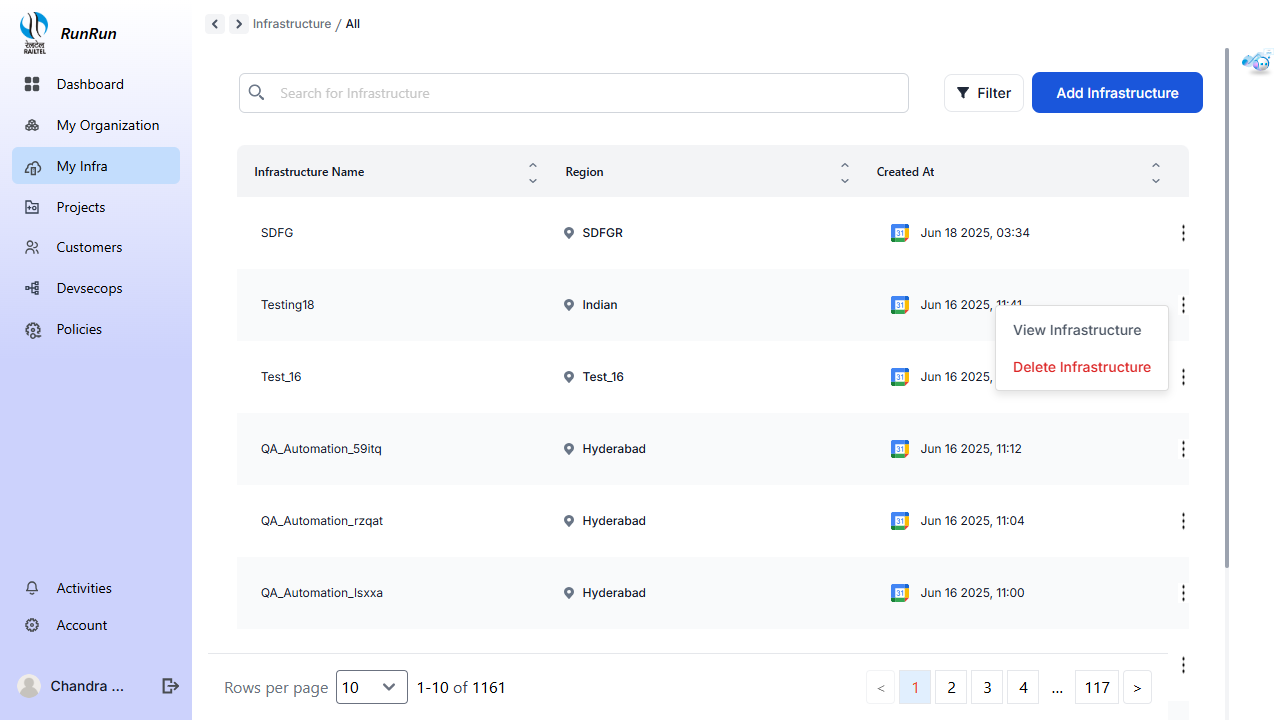 रेलटेल
RAILTEL
RunRun
Dashboard
My Organization
My Infra
Projects
Customers
Devsecops
Policies
Activities
Account
Chandra ...
Infrastructure / All
Search for Infrastructure
Filter
Add Infrastructure
Infrastructure Name Region Created At
SDFG SDFGR 31 Jun 18 2025, 03:34
Testing18 Indian 31 Jun 16 2025, 11:41
View Infrastructure
Delete Infrastructure
Test_16 Test_16 31 Jun 16 2025,
QA_Automation_59itq Hyderabad 31 Jun 16 2025, 11:12
QA_Automation_rzqat Hyderabad 31 Jun 16 2025, 11:04
QA_Automation_lsxxa Hyderabad 31 Jun 16 2025, 11:00
Rows per page 10 1-10 of 1161 < 1 2 3 4 ... 117 >